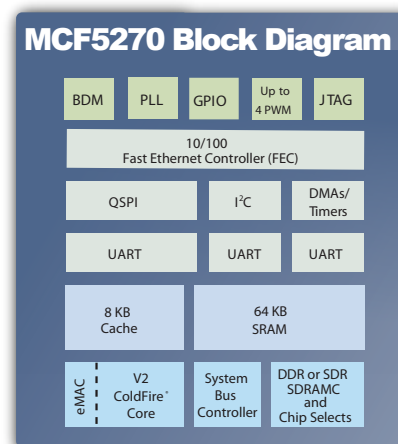 MCF5270 Block Diagram
BDM
PLL
GPIO
Up to
4 PWM
JTAG
10/100
Fast Ethernet Controller (FEC)
QSPI
I²C
DMAs/
Timers
UART
UART
UART
8 KB
Cache
64 KB
SRAM
eMAC
V2
ColdFire®
Core
System
Bus
Controller
DDR or SDR
SDRAMC
and
Chip Selects